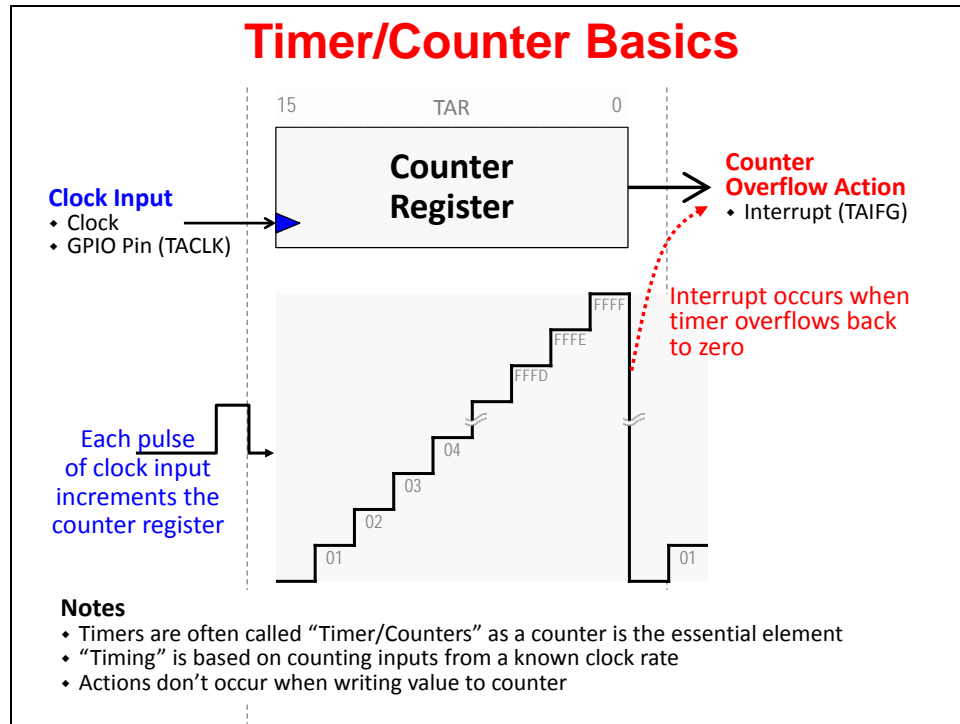 Timer/Counter Basics
15 TAR 0
Counter
Register
Clock Input
◆ Clock
◆ GPIO Pin (TACLK)
Counter
Overflow Action
◆ Interrupt (TAIFG)
Interrupt occurs when
timer overflows back
to zero
FFFF
FFFE
FFFD
04
03
02
01
01
Each pulse
of clock input
increments the
counter register
Notes
◆ Timers are often called “Timer/Counters” as a counter is the essential element
◆ “Timing” is based on counting inputs from a known clock rate
◆ Actions don’t occur when writing value to counter